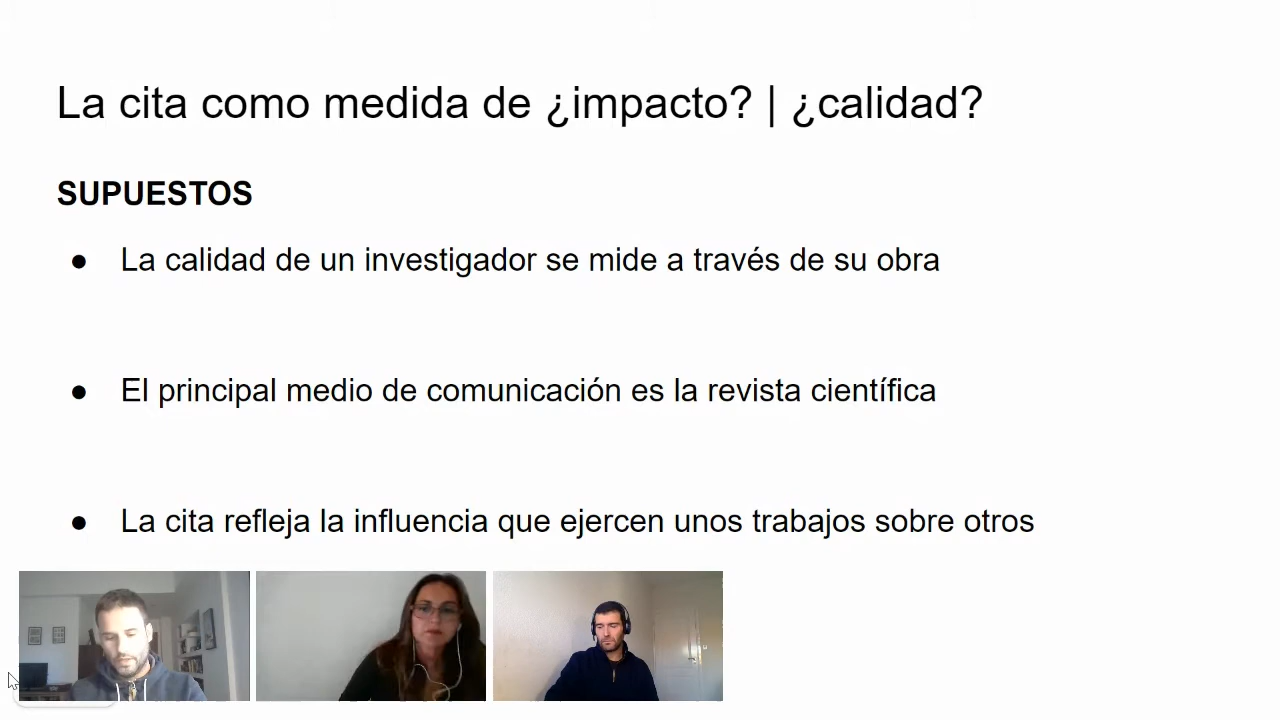 La cita como medida de ¿impacto? | ¿calidad?
SUPUESTOS
● La calidad de un investigador se mide a través de su obra
● El principal medio de comunicación es la revista científica
● La cita refleja la influencia que ejercen unos trabajos sobre otros